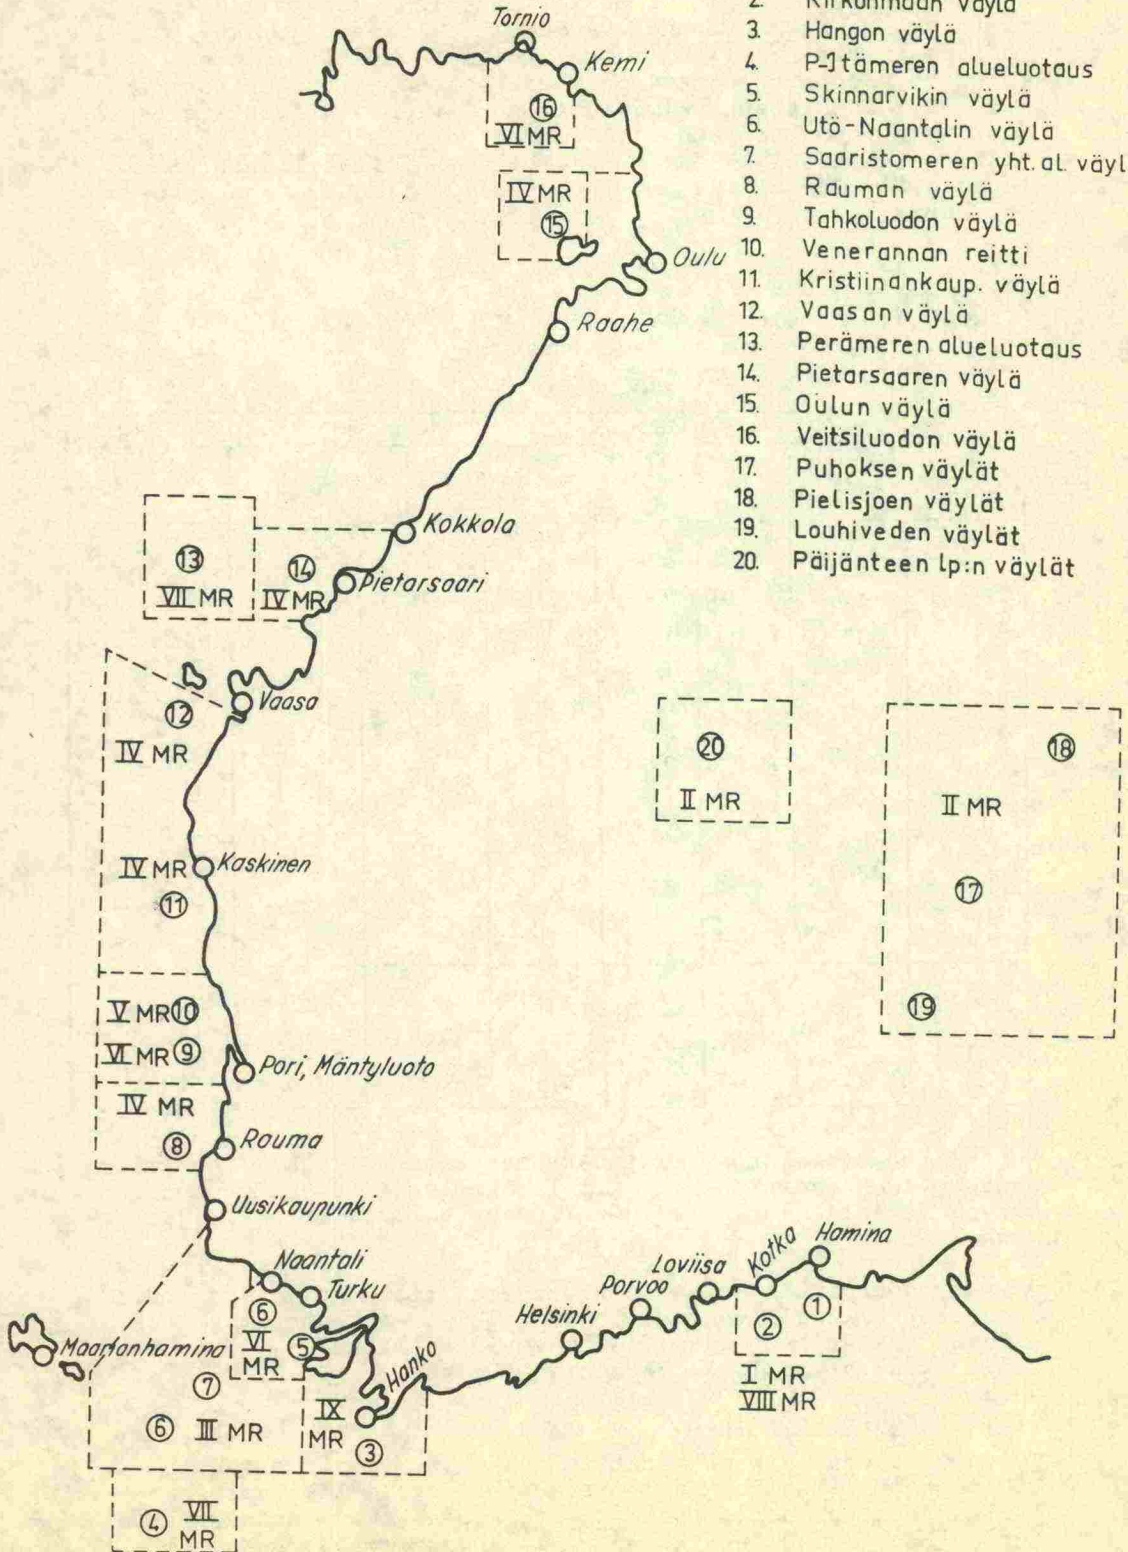 2. Kirkonmaan väylä
3. Hangon väylä
4. P-Itämeren alueluotaus
5. Skinnarvikin väylä
6. Utö-Naantalin väylä
7. Saaristomeren yht. al. väyl
8. Rauman väylä
9. Tahkoluodon väylä
10. Venerannan reitti
11. Kristiinankaup. väylä
12. Vaasan väylä
13. Perämeren alueluotaus
14. Pietarsaaren väylä
15. Oulun väylä
16. Veitsiluodon väylä
17. Puhoksen väylät
18. Pielisjoen väylät
19. Louhiveden väylät
20. Päijänteen lp:n väylät
Tornio
Kemi
16
VI MR
IV MR
15
Oulu
Raahe
Kokkola
13
VII MR
14
IV MR
Pietarsaari
Vaasa
12
IV MR
20
II MR
18
II MR
17
19
IV MR
Kaskinen
11
V MR 10
VI MR 9
Pori, Mäntyluoto
IV MR
8
Rauma
Uusikaupunki
Naantali
Turku
6
VI
MR
5
Maarianhamina
7
6 III MR
Hanko
IX
MR
3
4 VII
MR
Helsinki
Porvoo
Loviisa
Kotka
Hamina
1
2
I MR
VIII MR